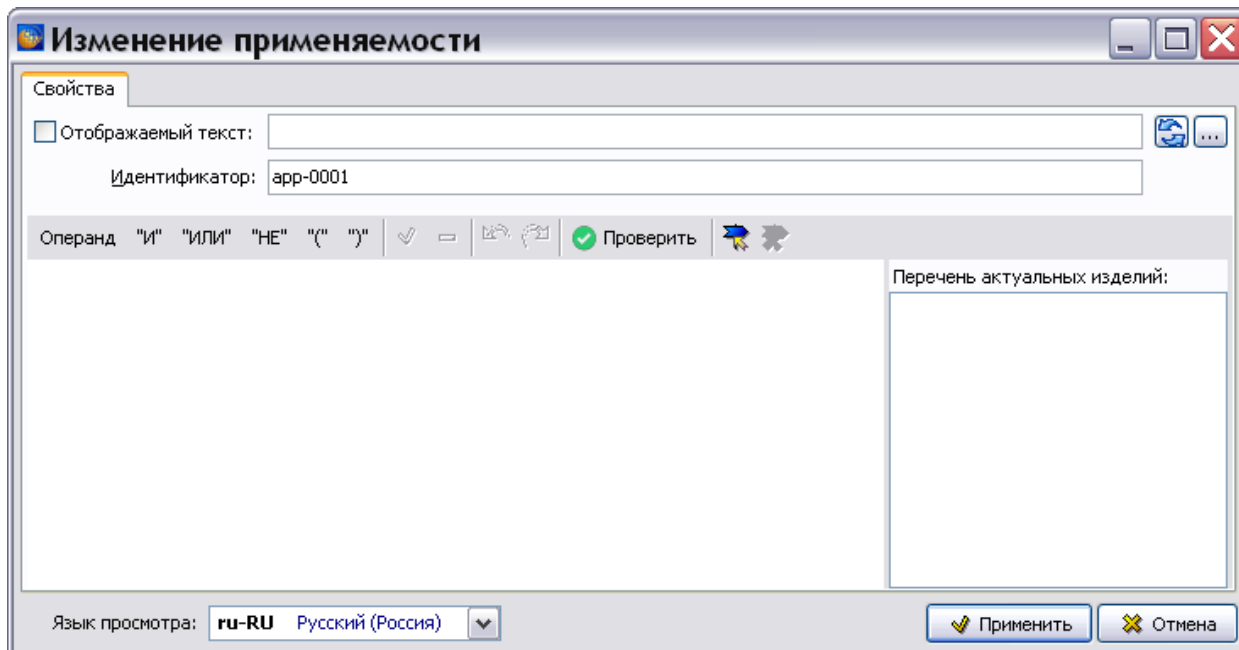 Изменение применяемости
Свойства
Отображаемый текст: ...
Идентификатор: app-0001
Операнд "И" "ИЛИ" "НЕ" "(" ")" Проверить
Перечень актуальных изделий:
Язык просмотра: ru-RU Русский (Россия) Применить Отмена